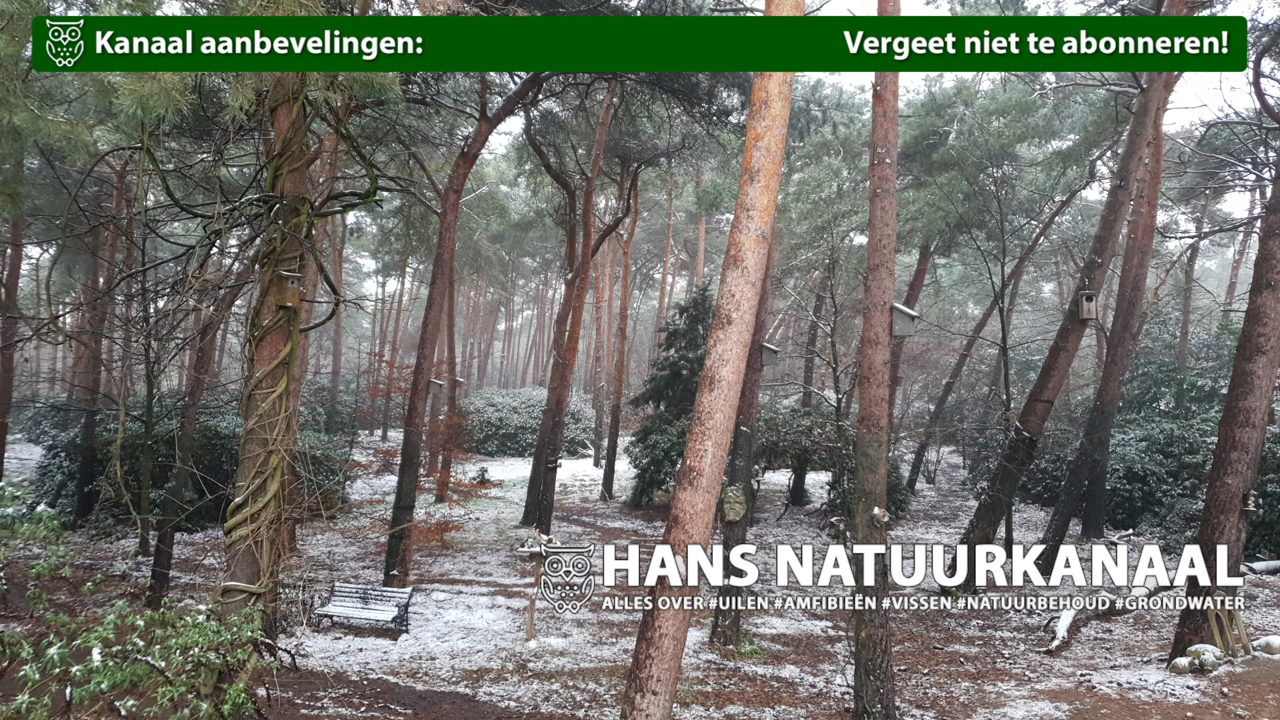 Kanaal aanbevelingen:
Vergeet niet te abonneren!
HANS NATUURKANAAL
ALLES OVER #UILEN #AMFIBIEËN #VISSEN #NATUURBEHOUD #GRONDWATER